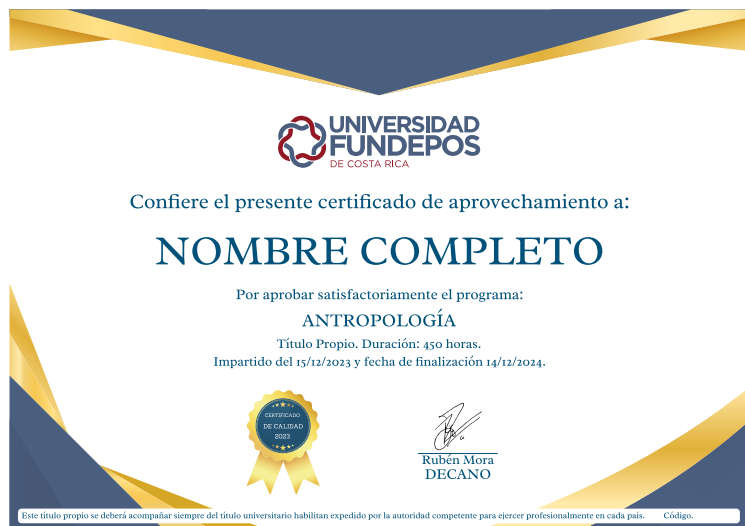 UNIVERSIDAD
FUNDEPOS
DE COSTA RICA
Confiere el presente certificado de aprovechamiento a:
NOMBRE COMPLETO
Por aprobar satisfactoriamente el programa:
ANTROPOLOGÍA
Título Propio. Duración: 450 horas.
Impartido del 15/12/2023 y fecha de finalización 14/12/2024.
CERTIFICADO
DE CALIDAD
2023
Rubén Mora
DECANO
Este título propio se deberá acompañar siempre del título universitario habilitan expedido por la autoridad competente para ejercer profesionalmente en cada país. Código.